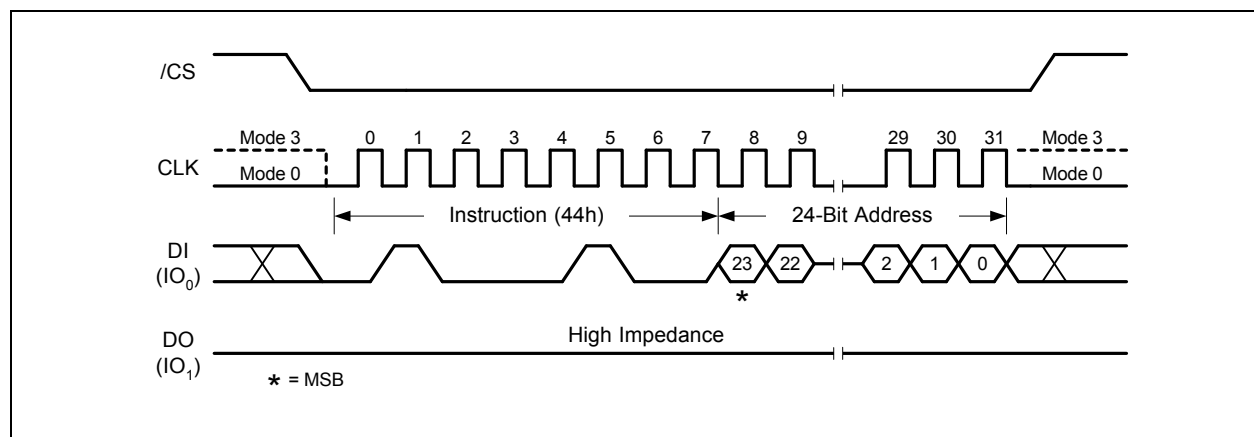 /CS
Mode 3 0 1 2 3 4 5 6 7 8 9 29 30 31 Mode 3
CLK
Mode 0 Mode 0
Instruction (44h) 24-Bit Address
DI
(IO0)
23 22 2 1 0
*
High Impedance
DO
(IO1)
* = MSB